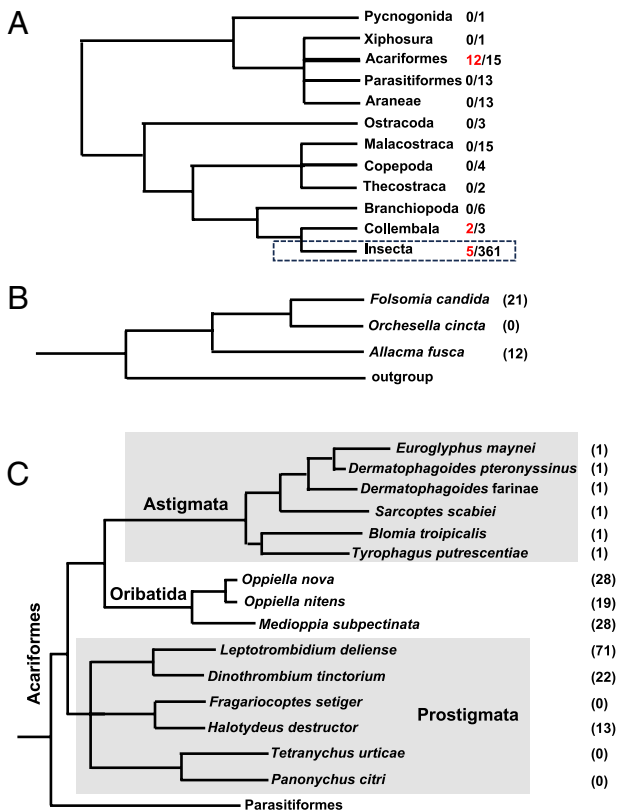 A
Pycnogonida 0/1
Xiphosura 0/1
Acariformes 12/15
Parasitiformes 0/13
Araneae 0/13
Ostracoda 0/3
Malacostraca 0/15
Copepoda 0/4
Thecostraca 0/2
Branchiopoda 0/6
Collembala 2/3
Insecta 5/361
B
Folsomia candida (21)
Orchesella cincta (0)
Allacma fusca (12)
outgroup
C
Acariformes
Astigmata
Euroglyphus maynei (1)
Dermatophagoides pteronyssinus (1)
Dermatophagoides farinae (1)
Sarcoptes scabiei (1)
Blomia troipicalis (1)
Tyrophagus putrescentiae (1)
Oribatida
Oppiella nova (28)
Oppiella nitens (19)
Medioppia subpectinata (28)
Prostigmata
Leptotrombidium deliense (71)
Dinothrombium tinctorium (22)
Fragariocoptes setiger (0)
Halotydeus destructor (13)
Tetranychus urticae (0)
Panonychus citri (0)
Parasitiformes